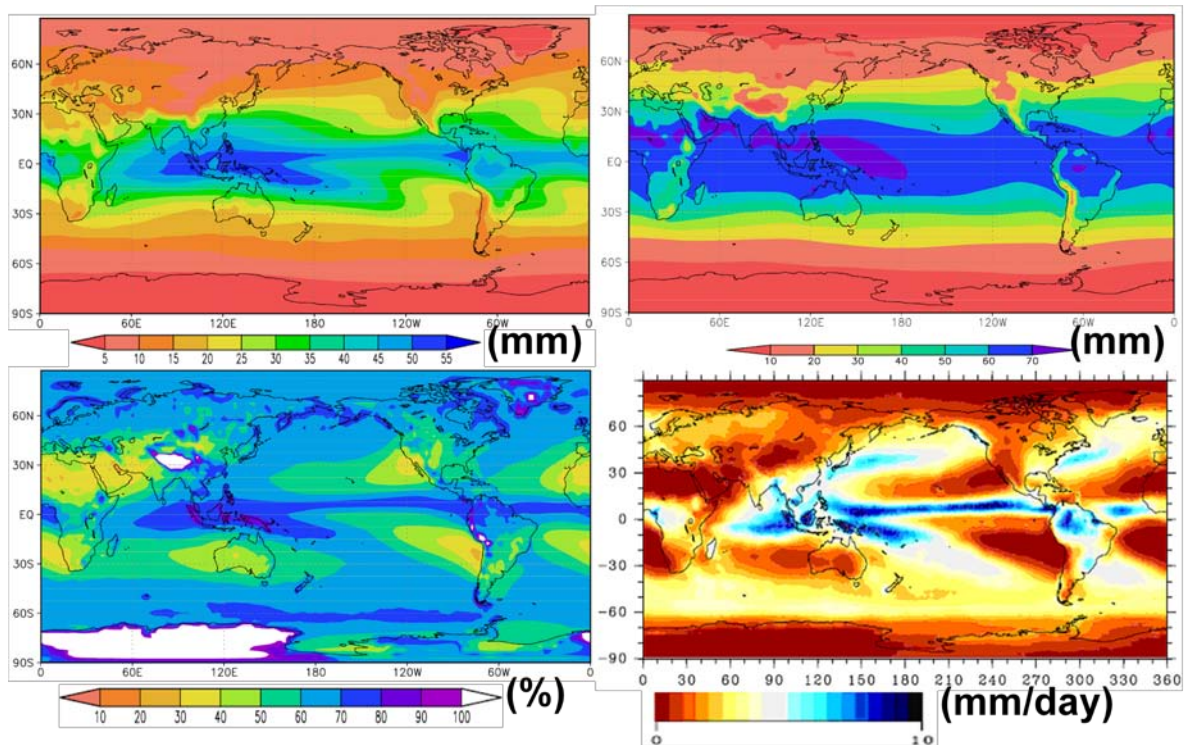 60N
30N
EQ
30S
60S
90S
0 60E 120E 180 120W 60W 0
5 10 15 20 25 30 35 40 45 50 55
(mm)
60N
30N
EQ
30S
60S
90S
0 60E 120E 180 120W 60W 0
10 20 30 40 50 60 70
(mm)
60N
30N
EQ
30S
60S
90S
0 60E 120E 180 120W 60W 0
10 20 30 40 50 60 70 80 90 100
(%)
60
30
0
-30
-60
-90
0 30 60 90 120 150 180 210 240 270 300 330 360
0 10
(mm/day)